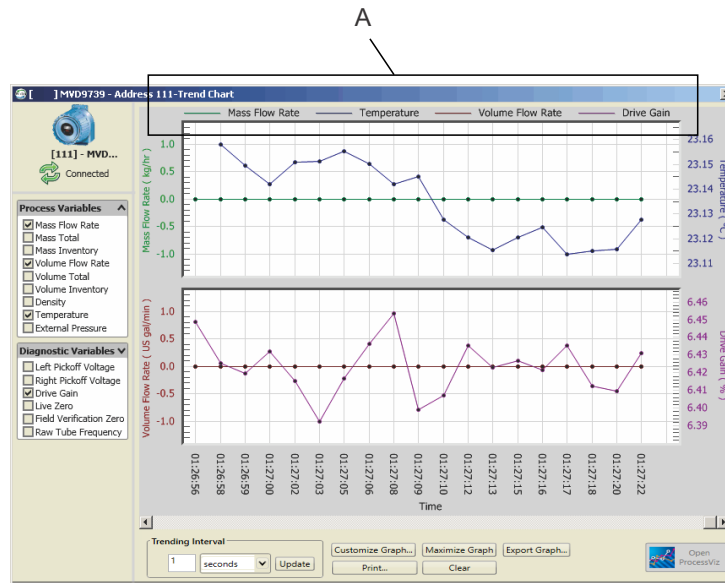 A
[ ] MVD9739 - Address 111-Trend Chart
[111] - MVD...
Connected
Process Variables
Mass Flow Rate
Mass Total
Mass Inventory
Volume Flow Rate
Volume Total
Volume Inventory
Density
Temperature
External Pressure
Diagnostic Variables
Left Pickoff Voltage
Right Pickoff Voltage
Drive Gain
Live Zero
Field Verification Zero
Raw Tube Frequency
Mass Flow Rate Temperature Volume Flow Rate Drive Gain
Mass Flow Rate ( kg/hr )
1.0
0.5
0.0
-0.5
-1.0
23.16
23.15
23.14
23.13
23.12
23.11
Temperature ( °C )
Volume Flow Rate ( US gal/min )
1.0
0.5
0.0
-0.5
-1.0
6.46
6.45
6.44
6.43
6.42
6.41
6.40
6.39
Drive Gain ( % )
01:26:56
01:26:58
01:26:59
01:27:00
01:27:02
01:27:03
01:27:05
01:27:06
01:27:08
01:27:09
01:27:10
01:27:12
01:27:13
01:27:15
01:27:16
01:27:17
01:27:18
01:27:20
01:27:22
Time
Trending Interval
1 seconds Update
Customize Graph... Maximize Graph Export Graph...
Print... Clear
Open
ProcessViz